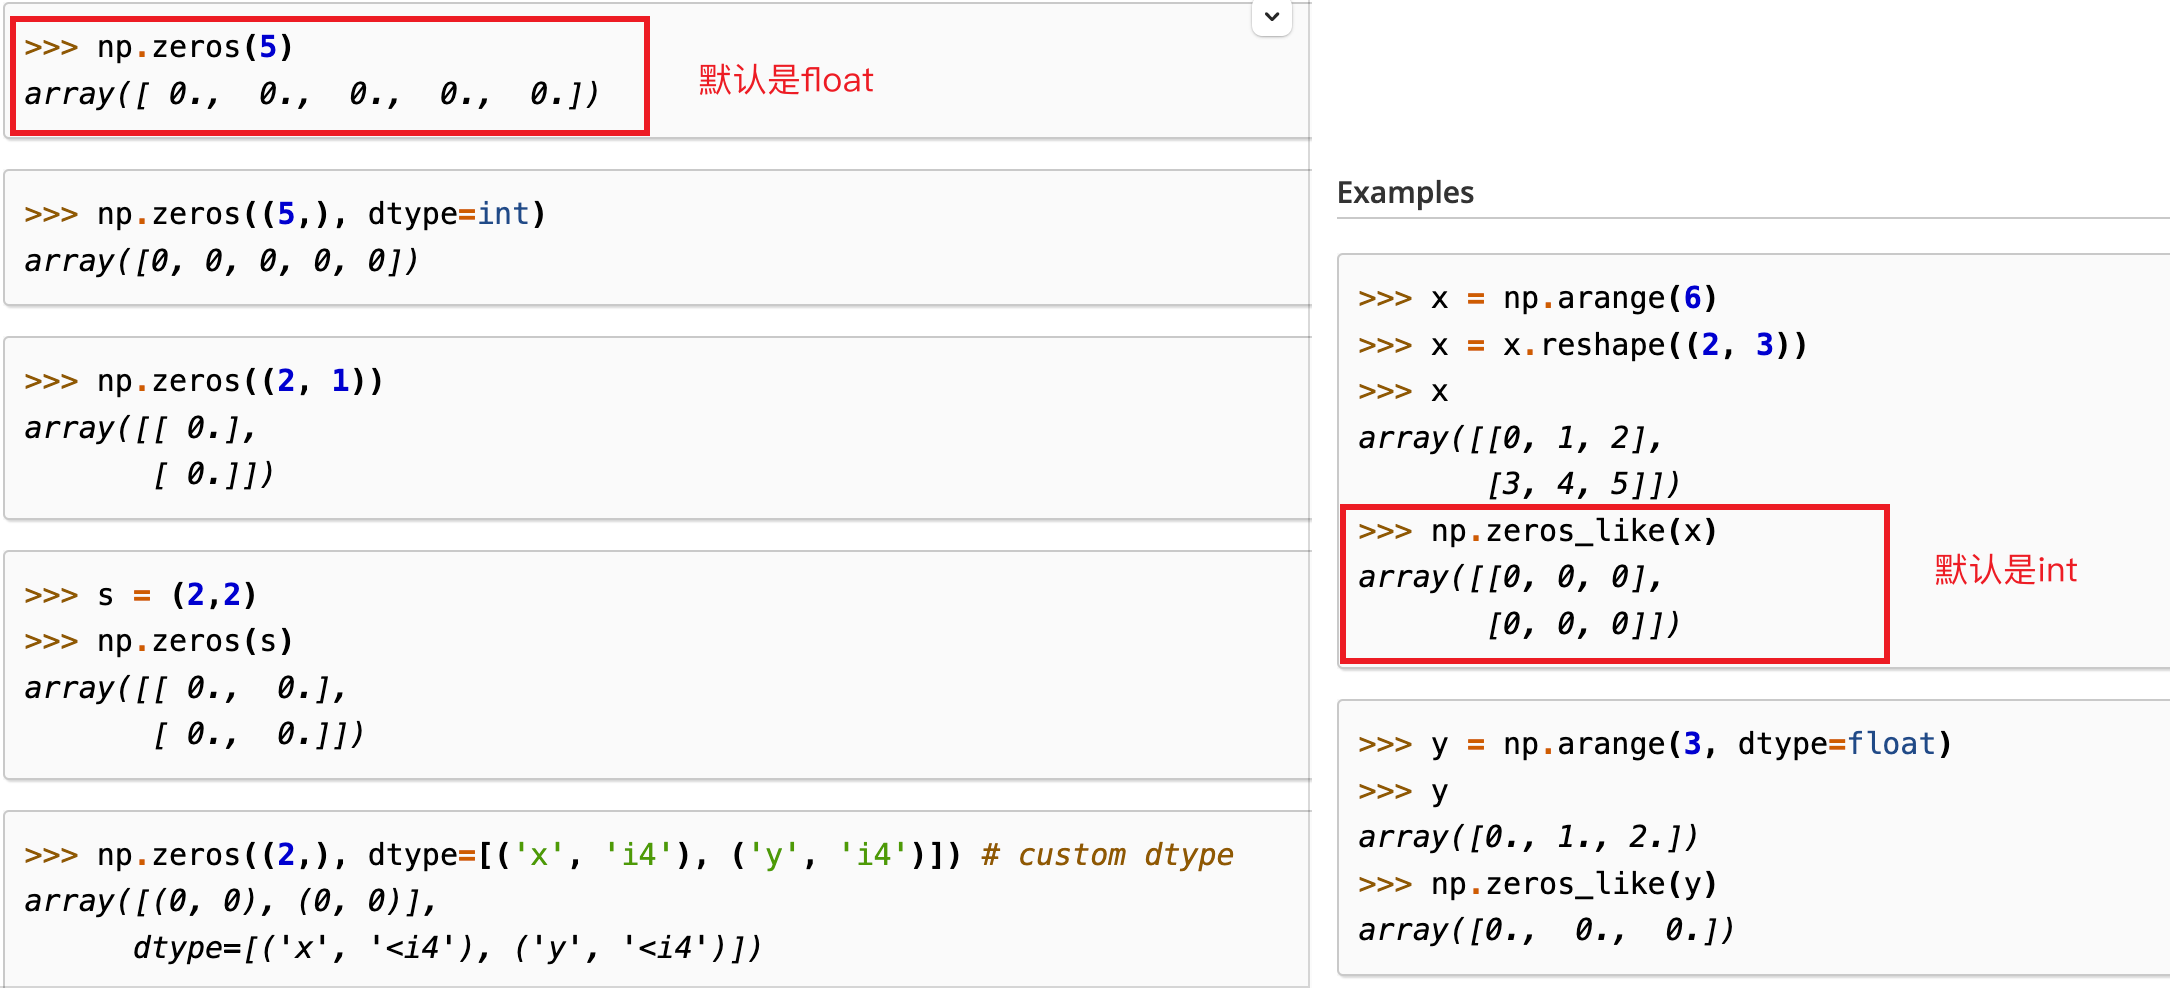 >>> np.zeros(5)
array([ 0.,  0.,  0.,  0.,  0.])
默认是float
>>> np.zeros((5,), dtype=int)
array([0, 0, 0, 0, 0])
>>> np.zeros((2, 1))
array([[ 0.],
       [ 0.]])
>>> s = (2,2)
>>> np.zeros(s)
array([[ 0.,  0.],
       [ 0.,  0.]])
>>> np.zeros((2,), dtype=[('x', 'i4'), ('y', 'i4')]) # custom dtype
array([(0, 0), (0, 0)],
      dtype=[('x', '<i4'), ('y', '<i4')])
Examples
>>> x = np.arange(6)
>>> x = x.reshape((2, 3))
>>> x
array([[0, 1, 2],
       [3, 4, 5]])
>>> np.zeros_like(x)
array([[0, 0, 0],
       [0, 0, 0]])
默认是int
>>> y = np.arange(3, dtype=float)
>>> y
array([0., 1., 2.])
>>> np.zeros_like(y)
array([0.,  0.,  0.])